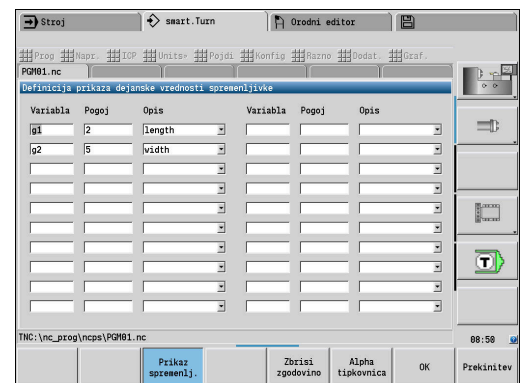 Stroj smart.Turn Orodni editor
Prog Napr. ICP Units» Pojdi Konfig Razno Dodat. Graf.
PGM01.nc
Definicija prikaza dejanske vrednosti spremenljivke
Variabla Pogoj Opis Variabla Pogoj Opis
g1 2 length
g2 5 width
T
TNC:\nc_prog\ncps\PGM01.nc
08:50
Prikaz spremenlj. Zbrisi zgodovino Alpha tipkovnica OK Prekinitev